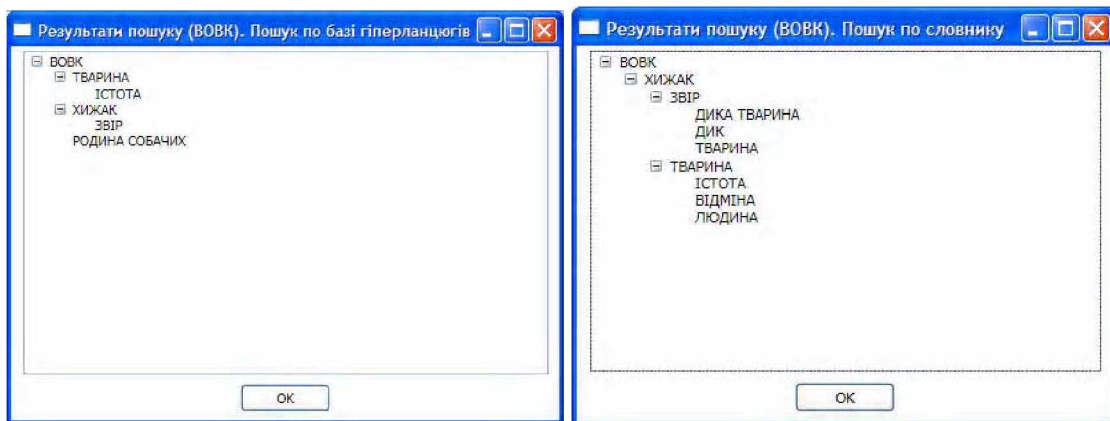 Результати пошуку (ВОВК). Пошук по базі гіперланцюгів
ВОВК
ТВАРИНА
ІСТОТА
ХИЖАК
ЗВІР
РОДИНА СОБАЧИХ
OK
Результати пошуку (ВОВК). Пошук по словнику
ВОВК
ХИЖАК
ЗВІР
ДИКА ТВАРИНА
ДИК
ТВАРИНА
ТВАРИНА
ІСТОТА
ВІДМІНА
ЛЮДИНА
OK